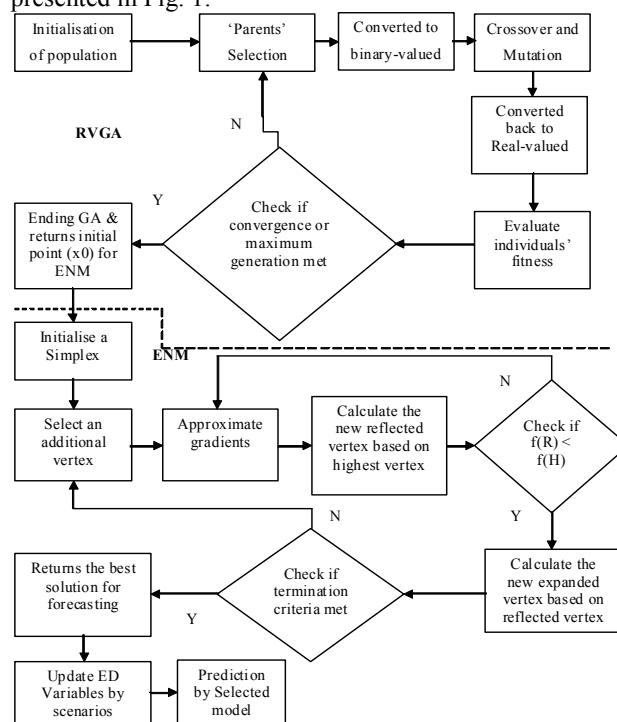 presented in Fig. 1.
Initialisation
of population
'Parents'
Selection
Converted to
binary-valued
Crossover and
Mutation
N
RVGA
Converted
back to
Real-valued
Y
Ending GA &
returns initial
point (x0) for
ENM
Check if
convergence or
maximum
generation met
Evaluate
individuals'
fitness
Initialise a
Simplex
ENM
N
Select an
additional
vertex
Approximate
gradients
Calculate the
new reflected
vertex based on
highest vertex
Check if
f(R) <
f(H)
N
Y
Returns the best
solution for
forecasting
Y
Check if
termination
criteria met
Calculate the
new expanded
vertex based on
reflected vertex
Update ED
Variables by
scenarios
Prediction
by Selected
model